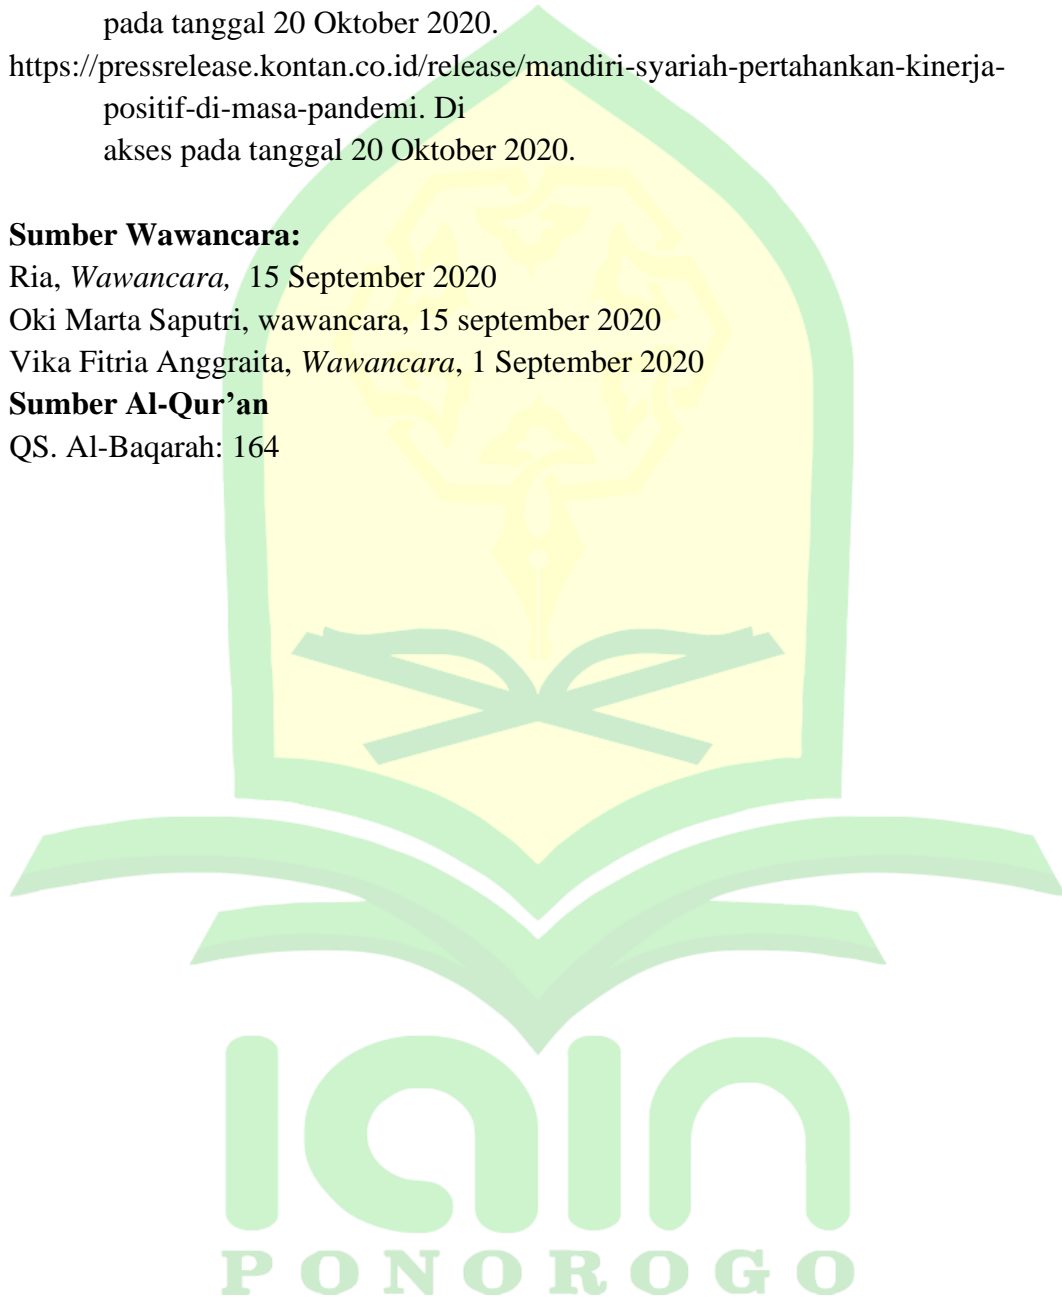 pada tanggal 20 Oktober 2020.
https://pressrelease.kontan.co.id/release/mandiri-syariah-pertahankan-kinerja-
positif-di-masa-pandemi. Di
akses pada tanggal 20 Oktober 2020.
Sumber Wawancara:
Ria, Wawancara,  15 September 2020
Oki Marta Saputri, wawancara, 15 september 2020
Vika Fitria Anggraita, Wawancara, 1 September 2020
Sumber Al-Qur’an
QS. Al-Baqarah: 164
IAIN
PONOROGO